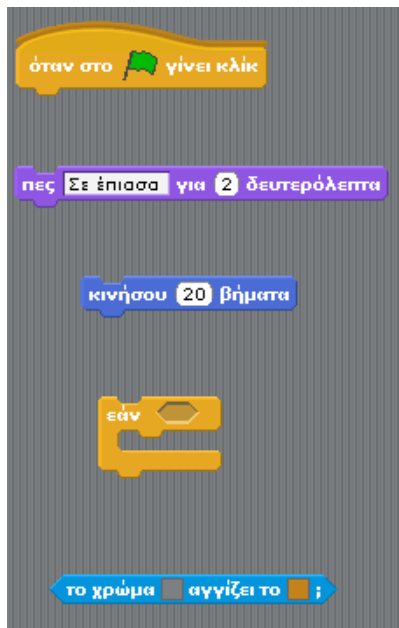 όταν στο γίνει κλίκ
πες Σε έπιασα για 2 δευτερόλεπτα
κινήσου 20 βήματα
εάν
το χρώμα αγγίζει το ;